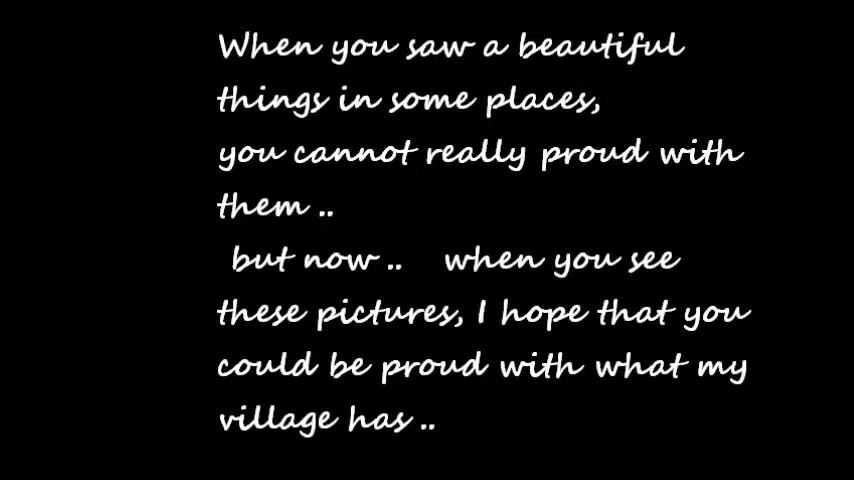 When you saw a beautiful
things in some places,
you cannot really proud with
them ..
but now .. when you see
these pictures, I hope that you
could be proud with what my
village has ..